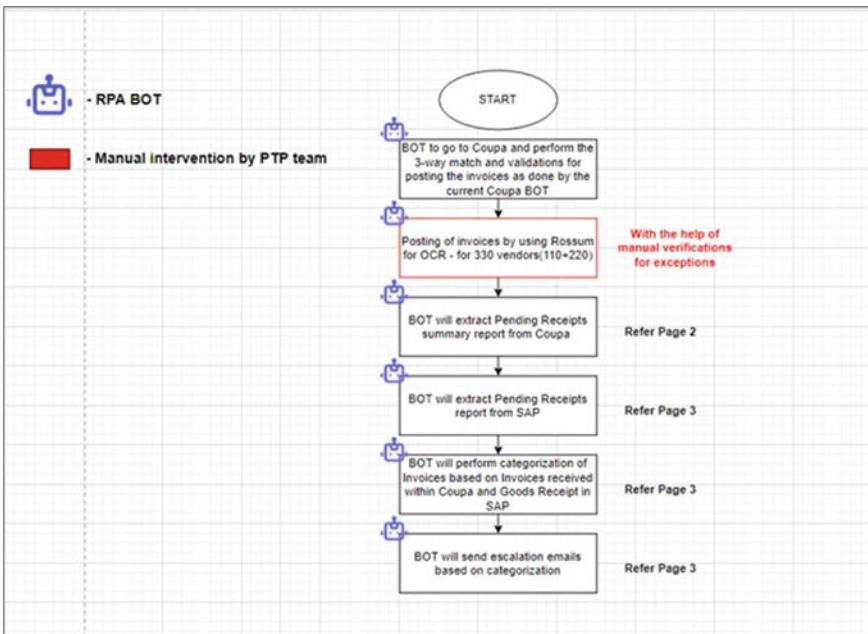 - RPA BOT
- Manual intervention by PTP team
START
BOT to go to Coupa and perform the
3-way match and validations for
posting the invoices as done by the
current Coupa BOT
Posting of invoices by using Rossum
for OCR - for 330 vendors(110+220)
With the help of
manual verifications
for exceptions
BOT will extract Pending Receipts
summary report from Coupa
Refer Page 2
BOT will extract Pending Receipts
report from SAP
Refer Page 3
BOT will perform categorization of
Invoices based on Invoices received
within Coupa and Goods Receipt in
SAP
Refer Page 3
BOT will send escalation emails
based on categorization
Refer Page 3